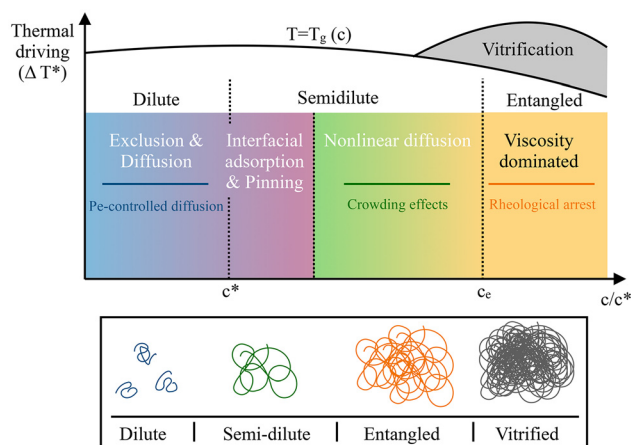 Thermal
driving
(Δ T*)
T=Tg (c)
Vitrification
Dilute
Semidilute
Entangled
Exclusion &
Diffusion
Interfacial
adsorption
& Pinning
Nonlinear diffusion
Viscosity
dominated
Pe-controlled diffusion
Crowding effects
Rheological arrest
c*
ce
c/c*
Dilute | Semi-dilute | Entangled | Vitrified